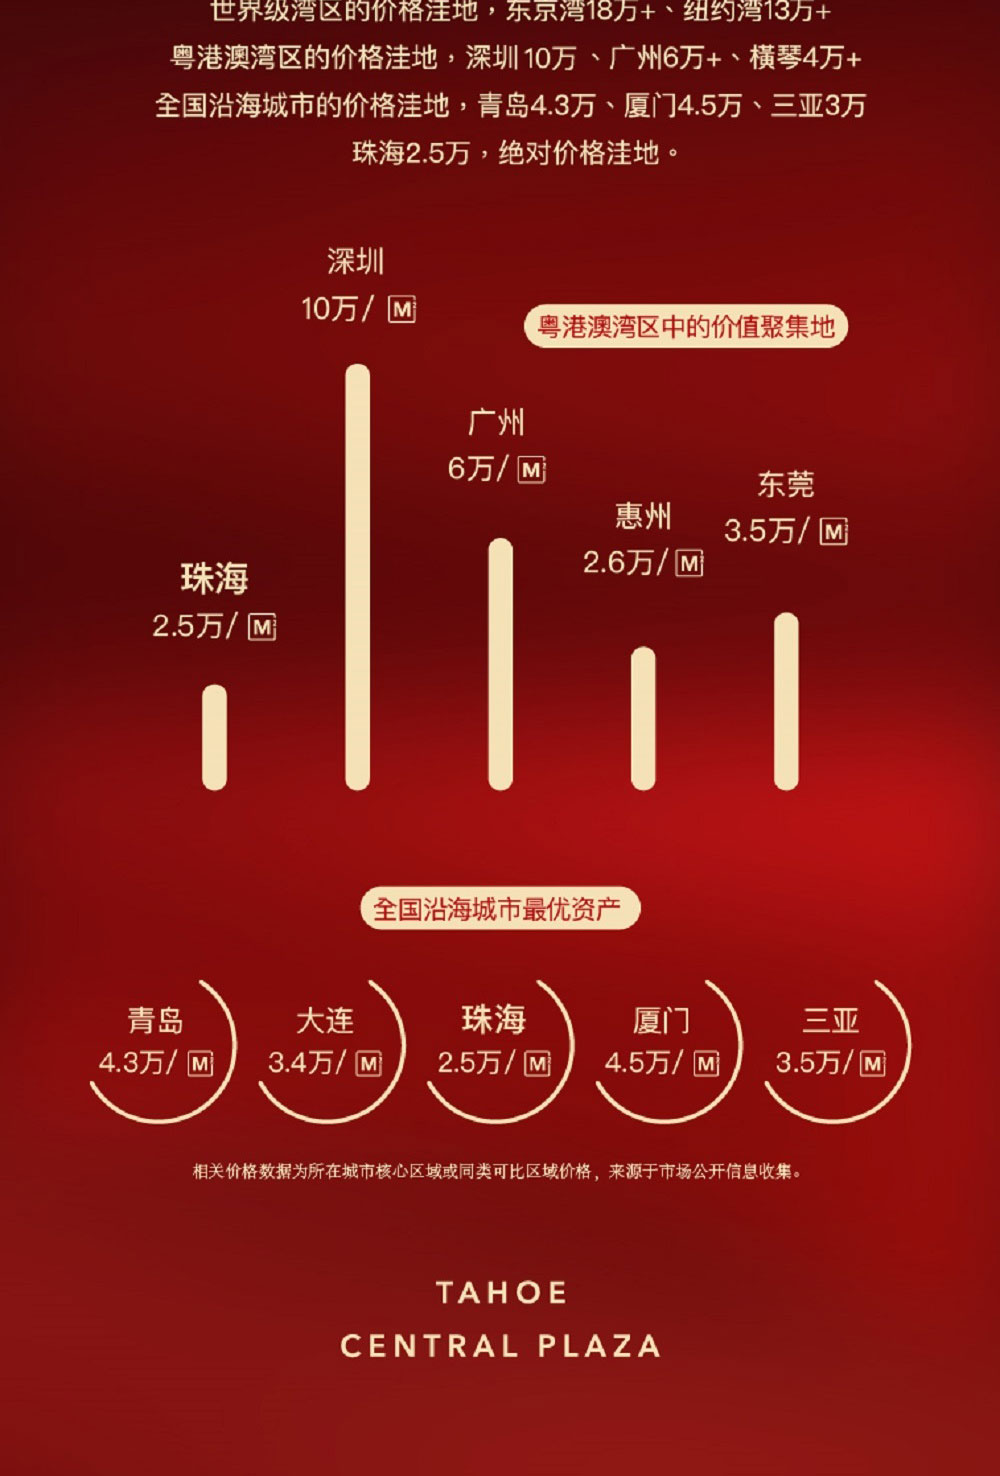 世界级湾区的价格洼地，东京湾18万+、纽约湾13万+
粤港澳湾区的价格洼地，深圳10万、广州6万+、横琴4万+
全国沿海城市的价格洼地，青岛4.3万、厦门4.5万、三亚3万
珠海2.5万，绝对价格洼地。
深圳
10万/ M²
粤港澳湾区中的价值聚集地
广州
6万/ M²
东莞
3.5万/ M²
惠州
2.6万/ M²
珠海
2.5万/ M²
全国沿海城市最优资产
青岛 大连 珠海 厦门 三亚
4.3万/ M² 3.4万/ M² 2.5万/ M² 4.5万/ M² 3.5万/ M²
相关价格数据为所在城市核心区域或同类可比区域价格，来源于市场公开信息收集。
TAHOE
CENTRAL PLAZA